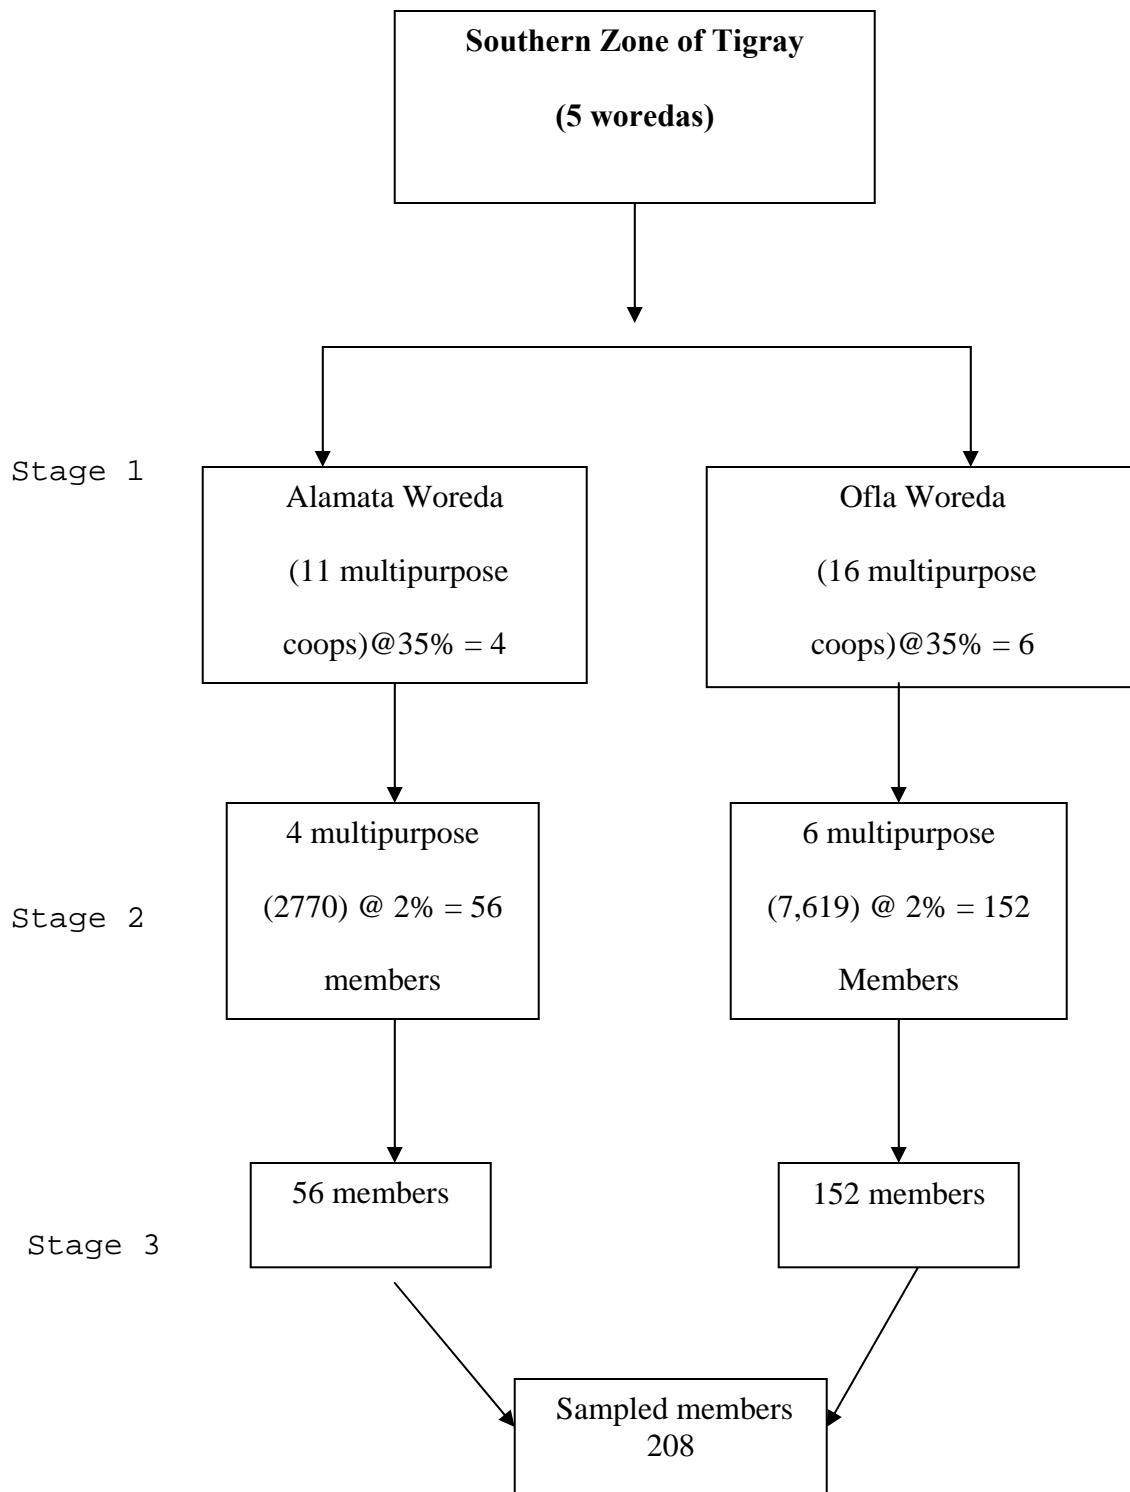 Southern Zone of Tigray
(5 woredas)
Stage 1
Alamata Woreda
(11 multipurpose
coops)@35% = 4
Ofla Woreda
(16 multipurpose
coops)@35% = 6
Stage 2
4 multipurpose
(2770) @ 2% = 56
members
6 multipurpose
(7,619) @ 2% = 152
Members
Stage 3
56 members
152 members
Sampled members
208